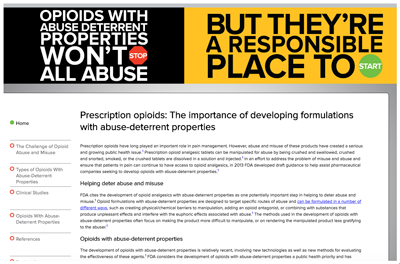 OPIOIDS WITH
ABUSE DETERRENT
PROPERTIES
WON'T STOP
ALL ABUSE
BUT THEY'RE
A RESPONSIBLE
PLACE TO START
Home
The Challenge of Opioid
Abuse and Misuse
Types of Opioids With
Abuse-Deterrent
Properties
Clinical Studies
Opioids With Abuse-
Deterrent Properties
References
Prescription opioids: The importance of developing formulations
with abuse-deterrent properties
Prescription opioids have long played an important role in pain management. However, abuse and misuse of these products have created a serious
and growing public health issue.1 Prescription opioid analgesic tablets can be manipulated for abuse by being crushed and swallowed, crushed
and snorted, smoked, or the crushed tablets are dissolved in a solution and injected.1 In an effort to address the problem of misuse and abuse and
ensure that patients in pain can continue to have access to opioid analgesics, in 2013 FDA developed draft guidance to help assist pharmaceutical
companies seeking to develop opioids with abuse-deterrent properties.2
Helping deter abuse and misuse
FDA cites the development of opioid analgesics with abuse-deterrent properties as one potentially important step in helping to deter abuse and
misuse.2 Opioid formulations with abuse-deterrent properties are designed to target specific routes of abuse and can be formulated in a number of
different ways, such as creating physical/chemical barriers to manipulation, adding an opioid antagonist, or combining with substances that
produce unpleasant effects and interfere with the euphoric effects associated with abuse.2 The methods used in the development of opioids with
abuse-deterrent properties often focus on making the product more difficult to manipulate, or on rendering the manipulated product less gratifying
to the abuser.2
Opioids with abuse-deterrent properties
The development of opioids with abuse-deterrent properties is relatively recent, involving new technologies as well as new methods for evaluating
the effectiveness of these agents.2 FDA considers the development of opioids with abuse-deterrent properties a public health priority and has